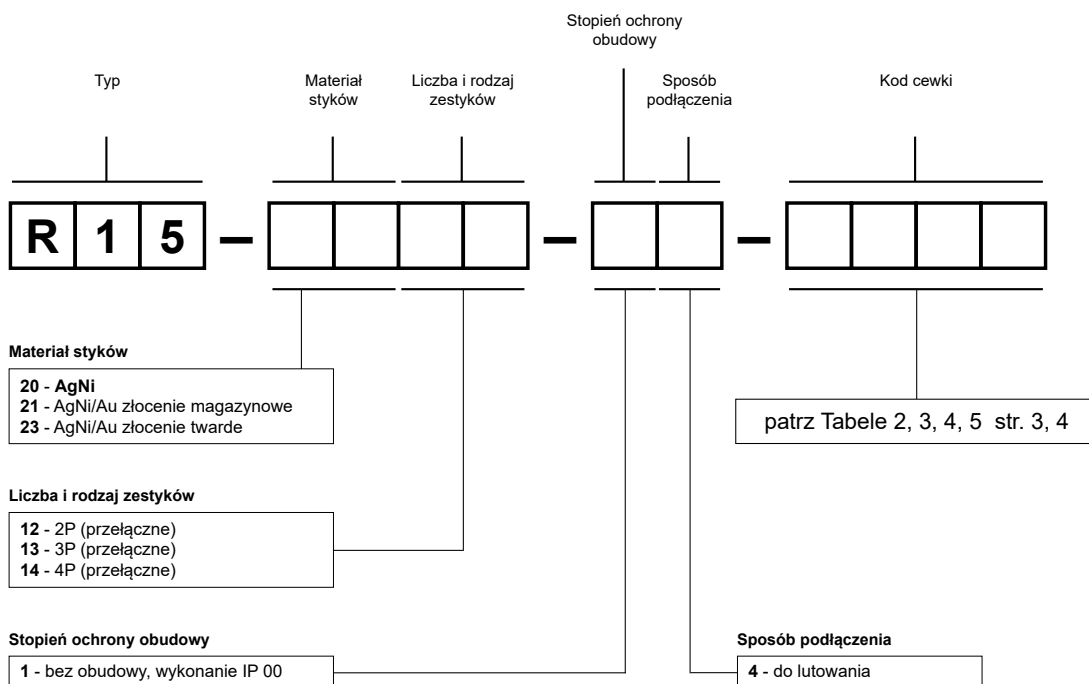 Stopień ochrony
obudowy
Typ
Materiał
styków
Liczba i rodzaj
zestyków
Sposób
podłączenia
Kod cewki
R 1 5 – – –
Materiał styków
20 - AgNi
21 - AgNi/Au złocenie magazynowe
23 - AgNi/Au złocenie twarde
patrz Tabele 2, 3, 4, 5 str. 3, 4
Liczba i rodzaj zestyków
12 - 2P (przełączne)
13 - 3P (przełączne)
14 - 4P (przełączne)
Stopień ochrony obudowy
1 - bez obudowy, wykonanie IP 00
Sposób podłączenia
4 - do lutowania